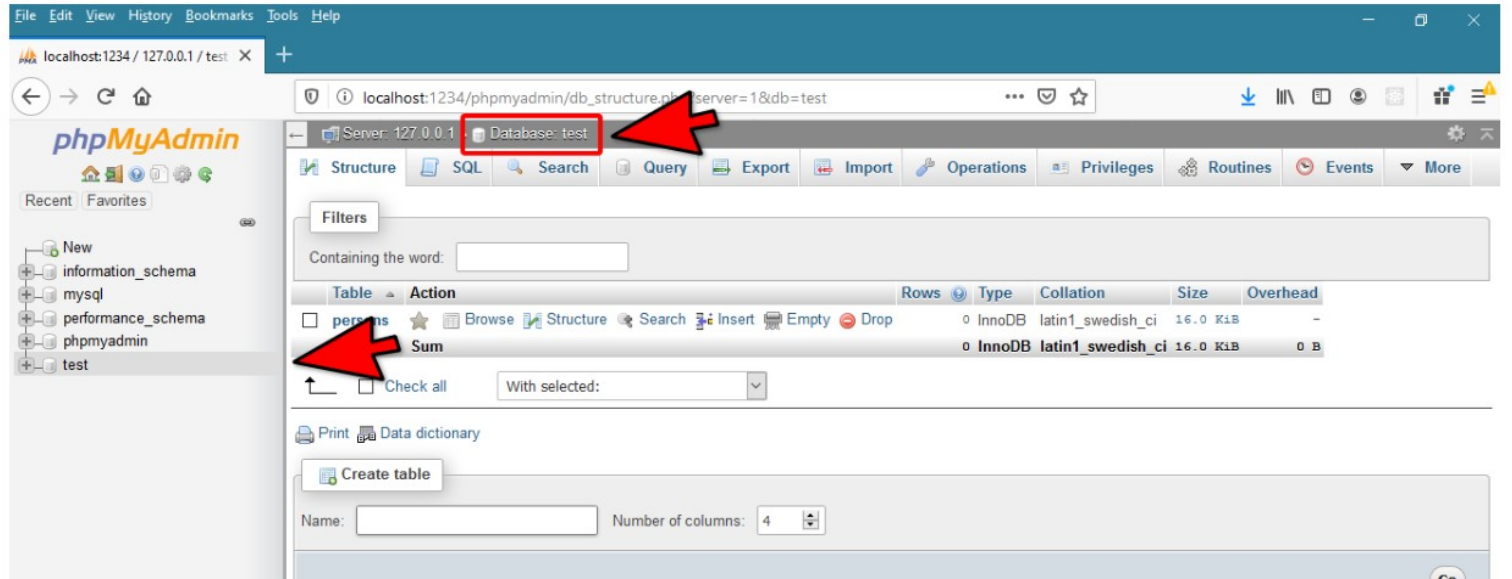 File Edit View History Bookmarks Tools Help
localhost:1234 / 127.0.0.1 / test
localhost:1234/phpmyadmin/db_structure.php?server=1&db=test
phpMyAdmin
Recent Favorites
New
information_schema
mysql
performance_schema
phpmyadmin
test
Server: 127.0.0.1 Database: test
Structure SQL Search Query Export Import Operations Privileges Routines Events More
Filters
Containing the word:
Table Action Rows Type Collation Size Overhead
persons Browse Structure Search Insert Empty Drop 0 InnoDB latin1_swedish_ci 16.0 KiB -
Sum 0 InnoDB latin1_swedish_ci 16.0 KiB 0 B
Check all With selected:
Print Data dictionary
Create table
Name: Number of columns: 4
Go